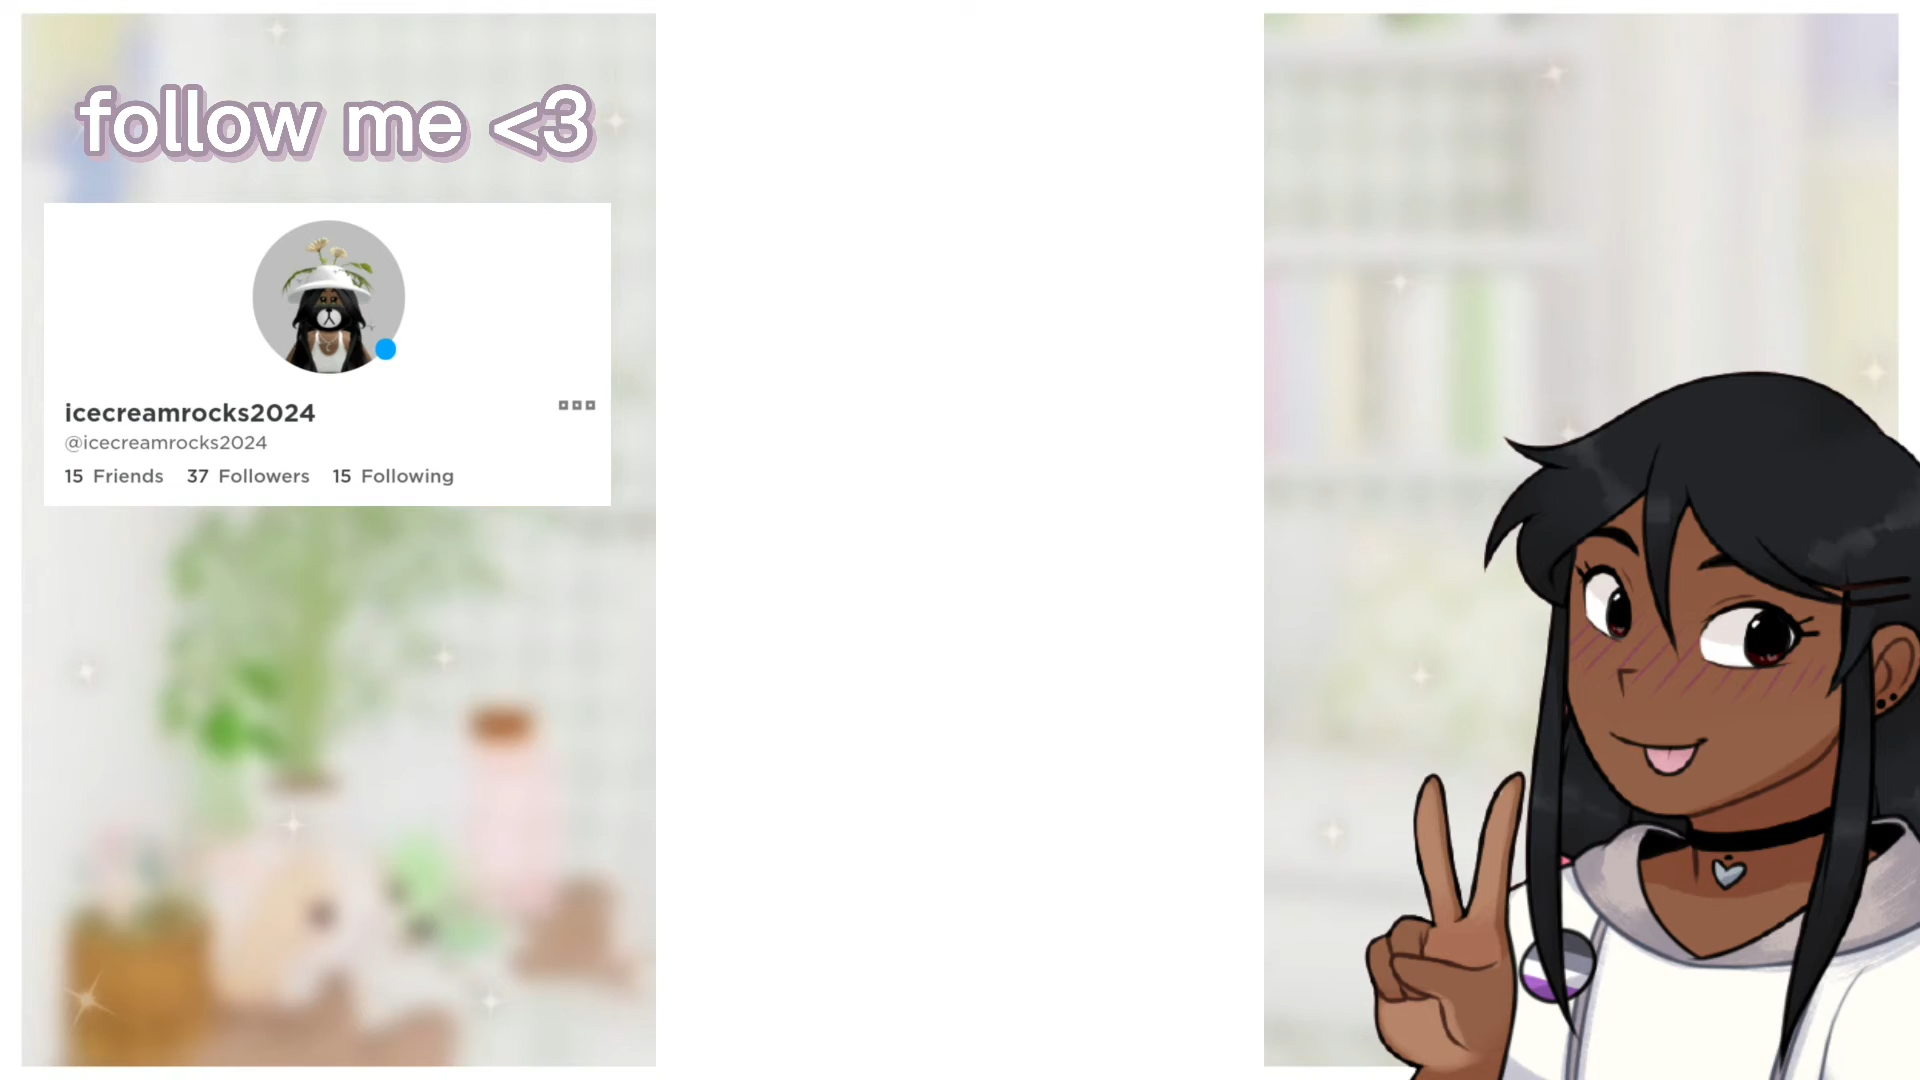 follow me <3
icecreamrocks2024
@icecreamrocks2024
15 Friends 37 Followers 15 Following